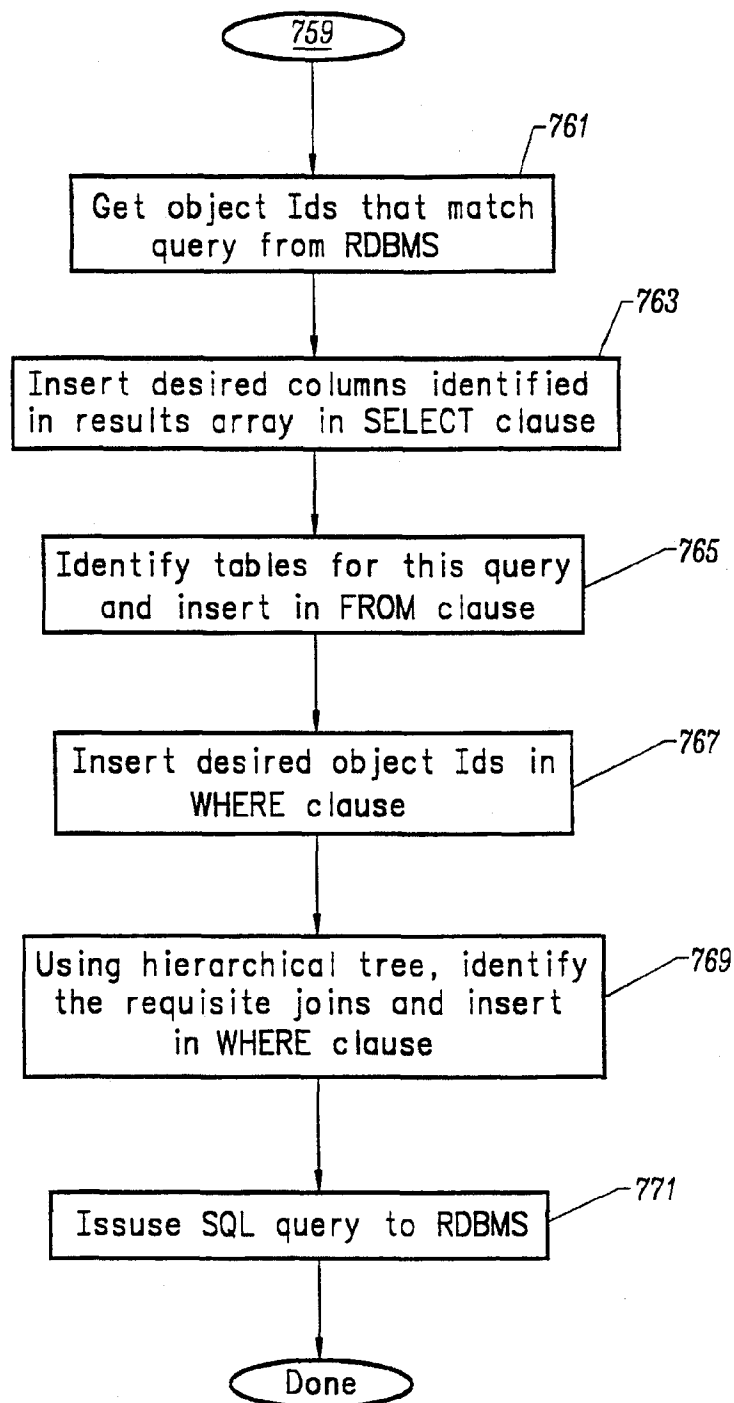 759
761
Get object Ids that match
query from RDBMS
763
Insert desired columns identified
in results array in SELECT clause
765
Identify tables for this query
and insert in FROM clause
767
Insert desired object Ids in
WHERE clause
769
Using hierarchical tree, identify
the requisite joins and insert
in WHERE clause
771
Issuse SQL query to RDBMS
Done